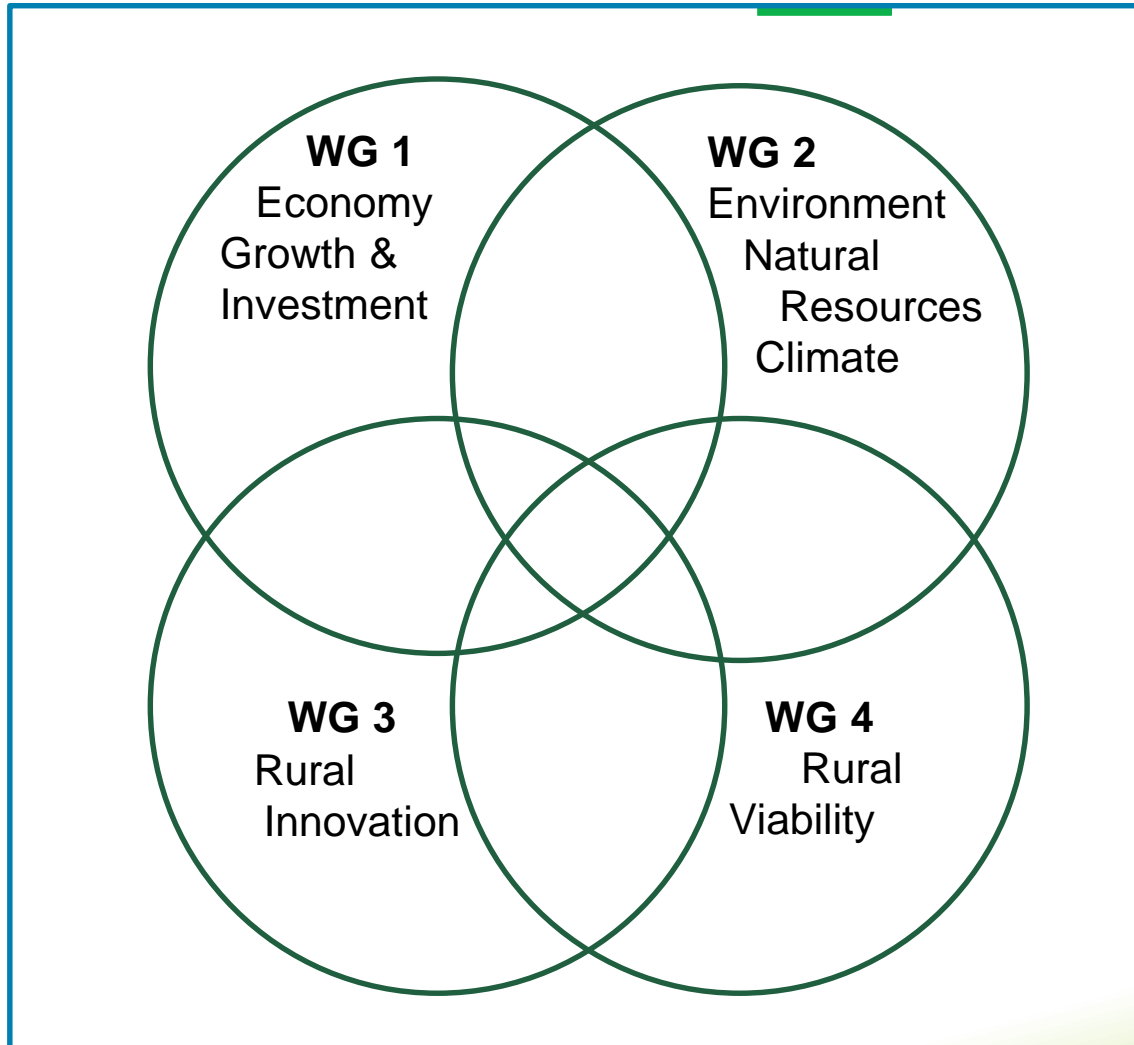 WG 1
Economy
Growth &
Investment
WG 2
Environment
Natural
Resources
Climate
WG 3
Rural
Innovation
WG 4
Rural
Viability